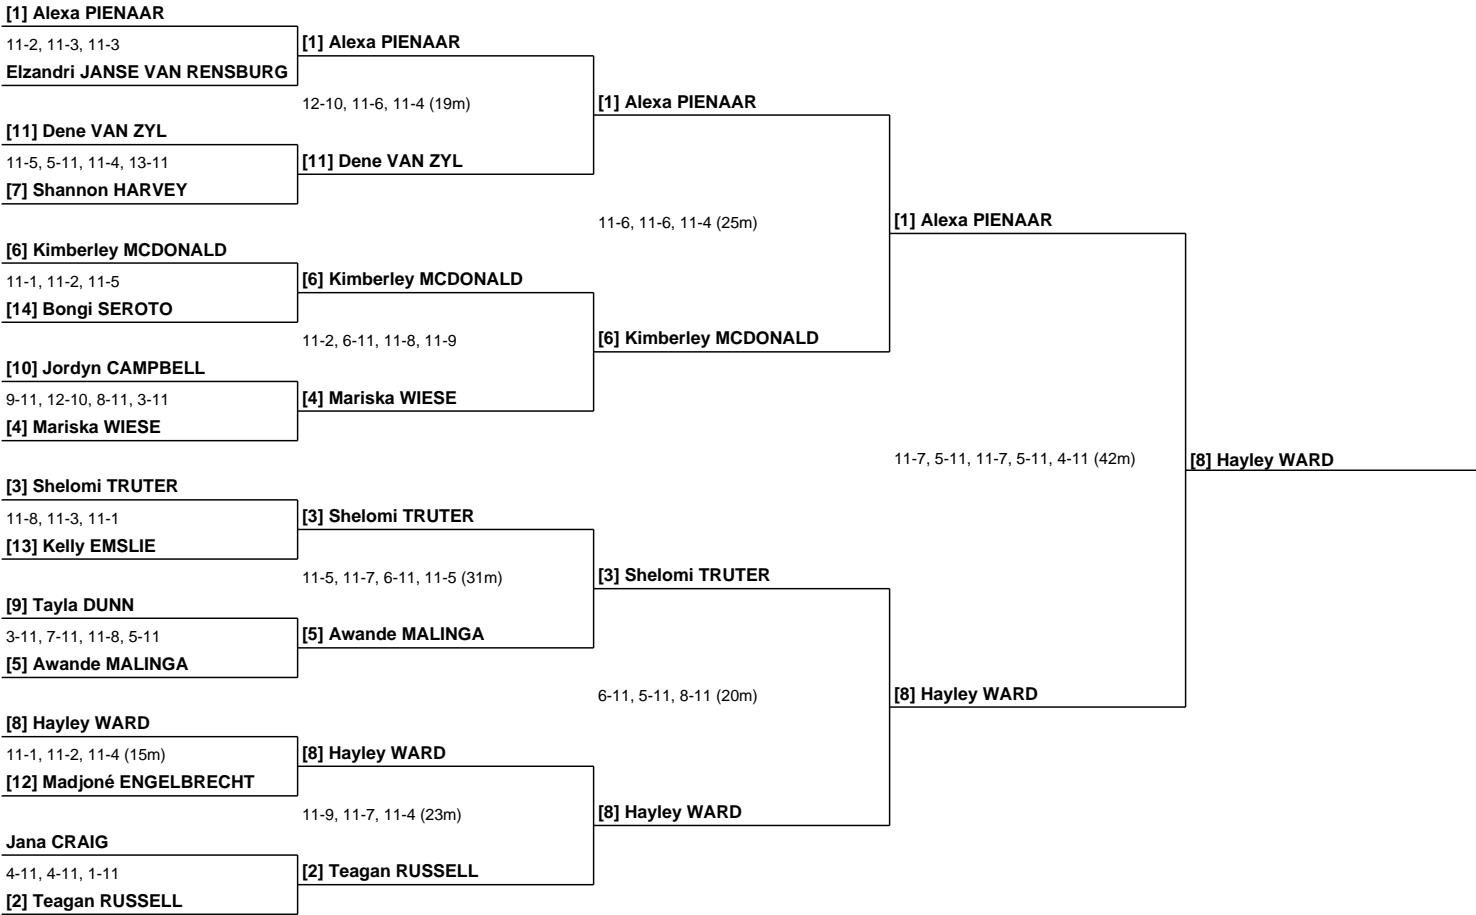 [1] Alexa PIENAAR
11-2, 11-3, 11-3
[1] Alexa PIENAAR
Elzandri JANSE VAN RENSBURG
12-10, 11-6, 11-4 (19m)
[1] Alexa PIENAAR
[11] Dene VAN ZYL
11-5, 5-11, 11-4, 13-11
[11] Dene VAN ZYL
[7] Shannon HARVEY
11-6, 11-6, 11-4 (25m)
[1] Alexa PIENAAR
[6] Kimberley MCDONALD
11-1, 11-2, 11-5
[6] Kimberley MCDONALD
[14] Bongi SEROTO
11-2, 6-11, 11-8, 11-9
[6] Kimberley MCDONALD
[10] Jordyn CAMPBELL
9-11, 12-10, 8-11, 3-11
[4] Mariska WIESE
[4] Mariska WIESE
11-7, 5-11, 11-7, 5-11, 4-11 (42m)
[8] Hayley WARD
[3] Shelomi TRUTER
11-8, 11-3, 11-1
[3] Shelomi TRUTER
[13] Kelly EMSLIE
11-5, 11-7, 6-11, 11-5 (31m)
[3] Shelomi TRUTER
[9] Tayla DUNN
3-11, 7-11, 11-8, 5-11
[5] Awande MALINGA
[5] Awande MALINGA
6-11, 5-11, 8-11 (20m)
[8] Hayley WARD
[8] Hayley WARD
11-1, 11-2, 11-4 (15m)
[8] Hayley WARD
[12] Madjoné ENGELBRECHT
11-9, 11-7, 11-4 (23m)
[8] Hayley WARD
Jana CRAIG
4-11, 4-11, 1-11
[2] Teagan RUSSELL
[2] Teagan RUSSELL